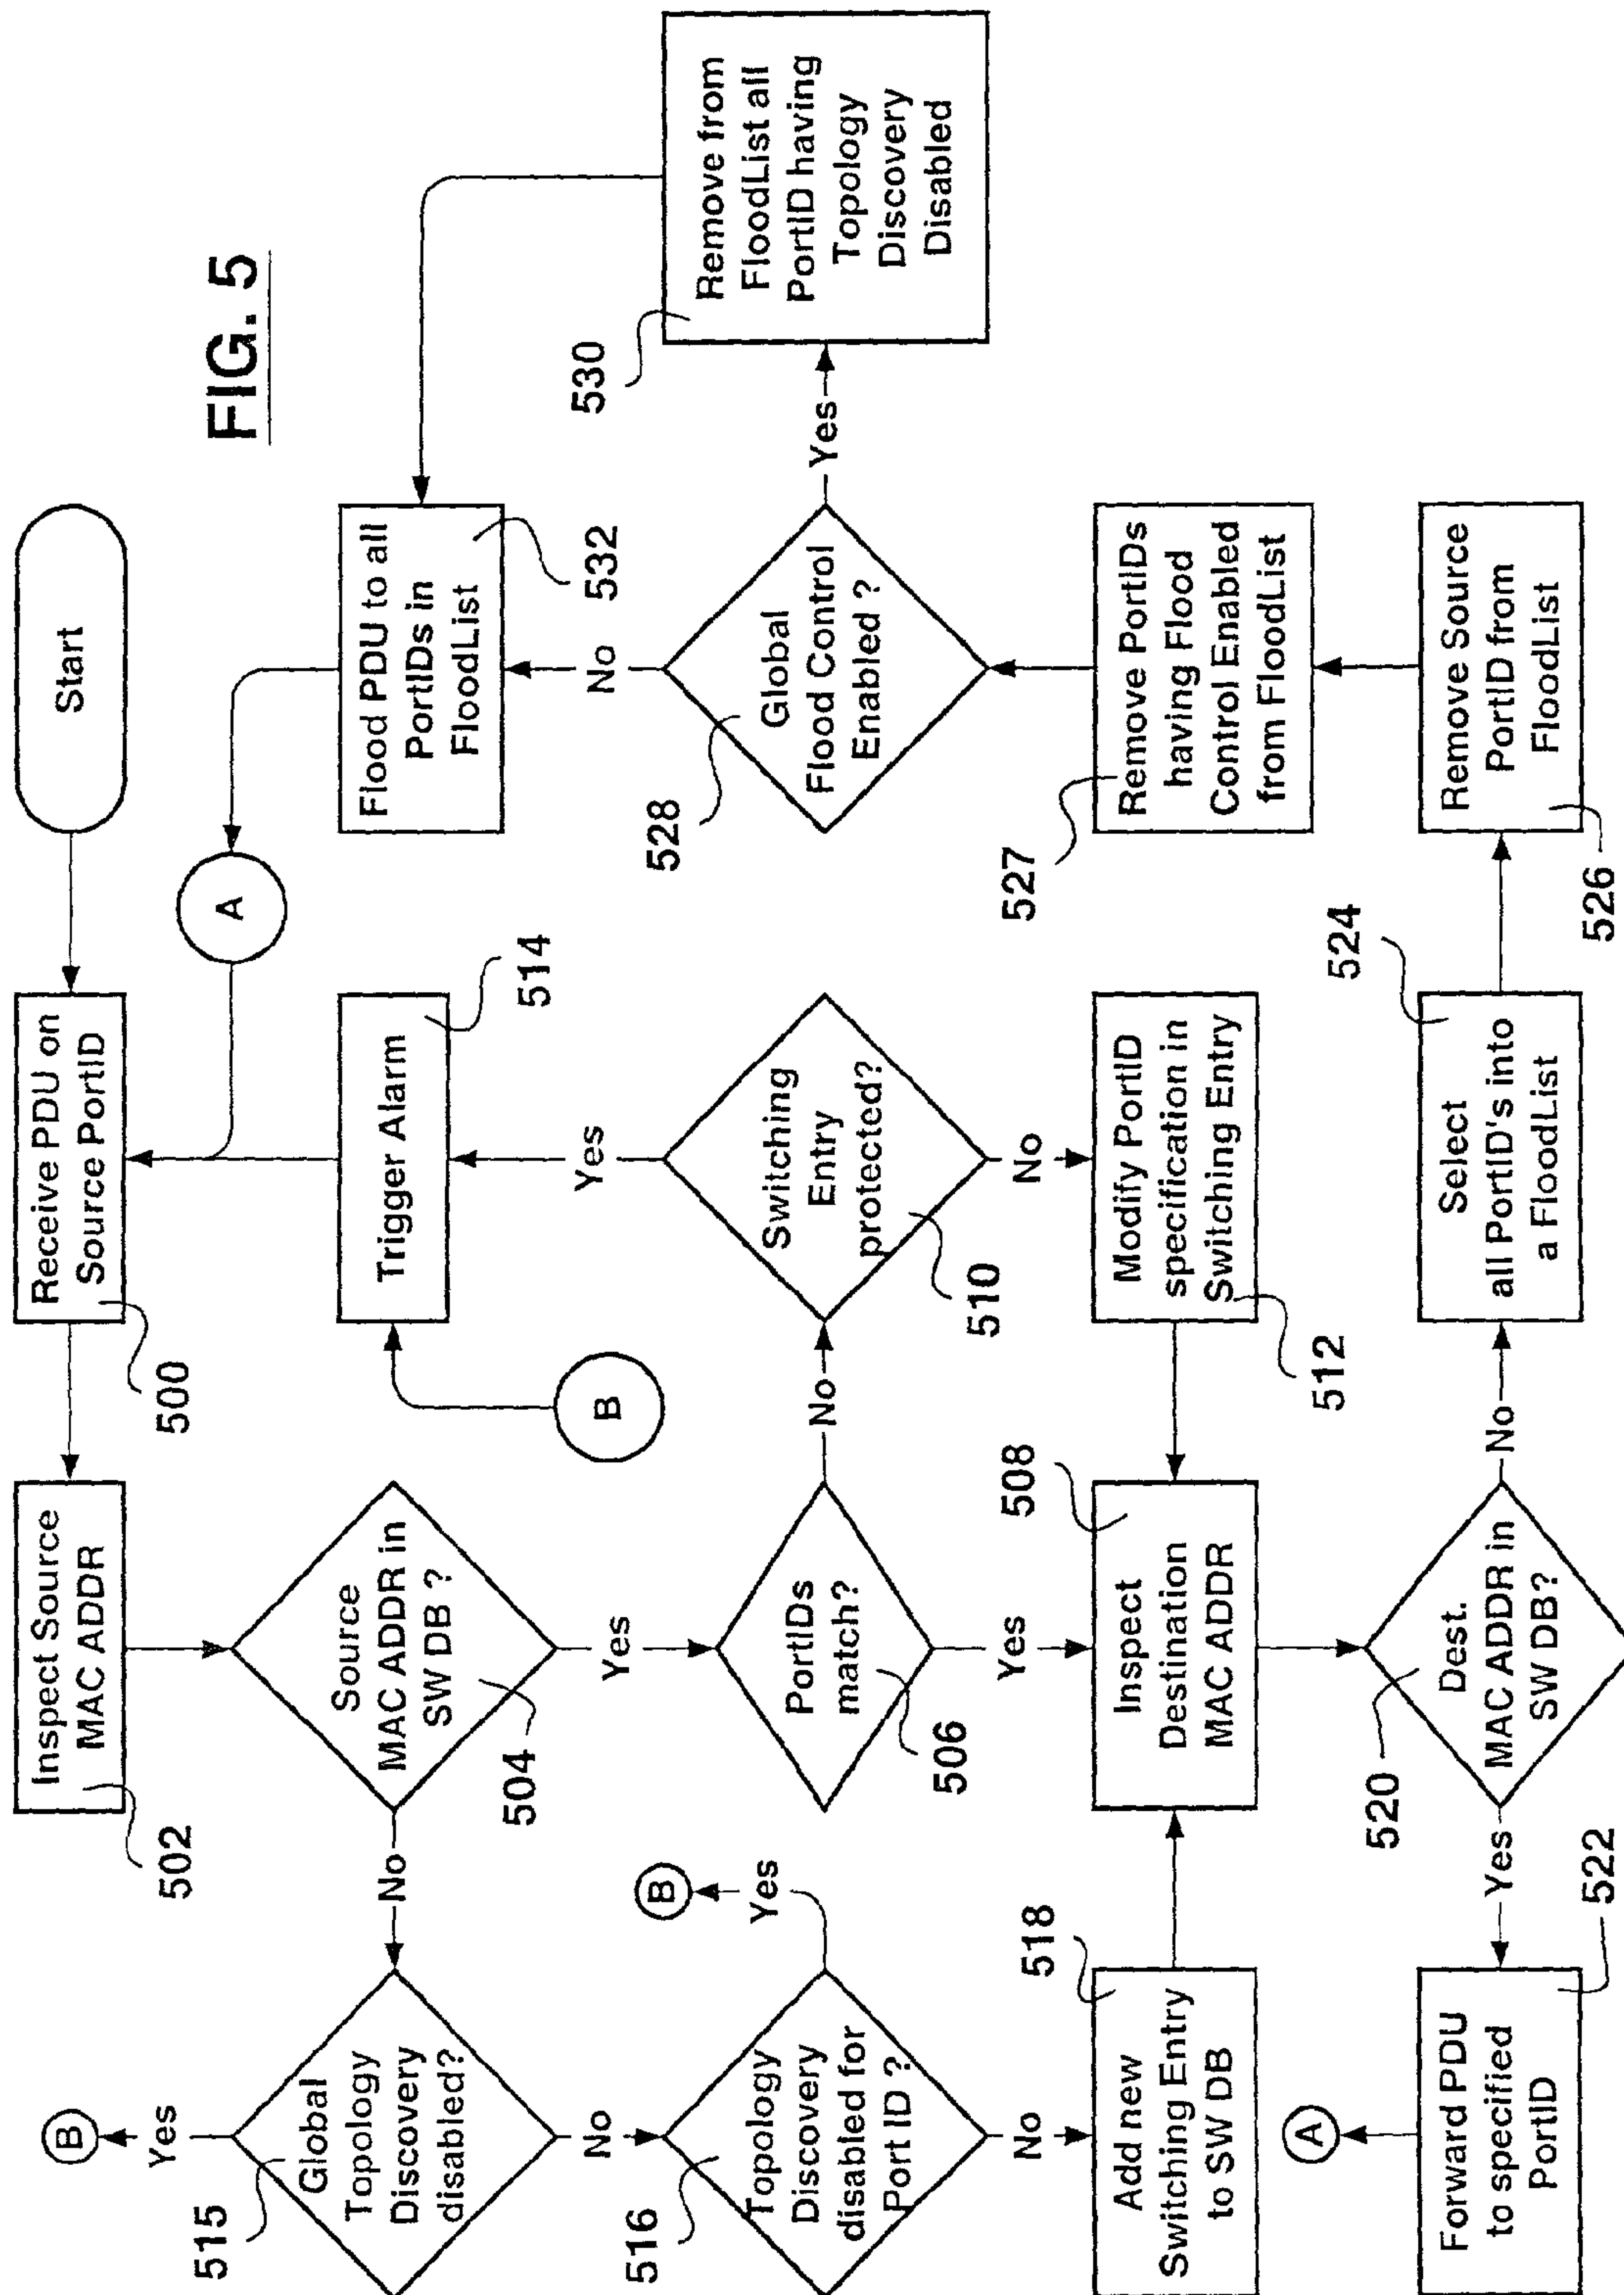 FIG. 5
Start
Receive PDU on
Source PortID
500
Inspect Source
MAC ADDR
502
Source
MAC ADDR in
SW DB ?
504
No
Yes
Global
Topology
Discovery
disabled?
515
Yes
B
No
Topology
Discovery
disabled for
Port ID ?
516
Yes
B
No
Add new
Switching Entry
to SW DB
518
PortIDs
match?
506
No
Yes
Switching
Entry
protected?
510
Yes
No
Trigger Alarm
514
B
A
Modify PortID
specification in
Switching Entry
512
Inspect
Destination
MAC ADDR
508
Dest.
MAC ADDR in
SW DB?
520
Yes
No
Forward PDU
to specified
PortID
522
A
Select
all PortID's into
a FloodList
524
Remove Source
PortID from
FloodList
526
Remove PortIDs
having Flood
Control Enabled
from FloodList
527
Global
Flood Control
Enabled ?
528
No
Yes
Remove from
FloodList all
PortID having
Topology
Discovery
Disabled
530
Flood PDU to all
PortIDs in
FloodList
532